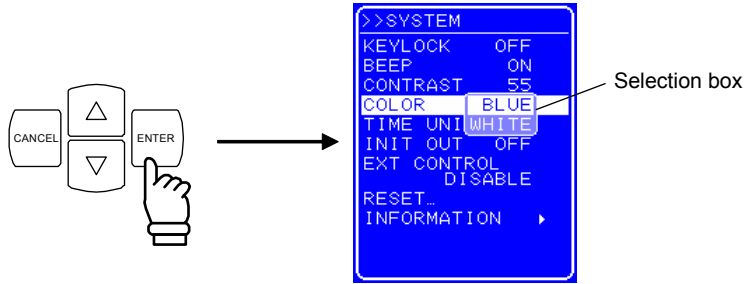 CANCEL
ENTER
>>SYSTEM
KEYLOCK OFF
BEEP ON
CONTRAST 55
COLOR BLUE
TIME UNI WHITE
INIT OUT OFF
EXT CONTROL
DISABLE
RESET…
INFORMATION
Selection box